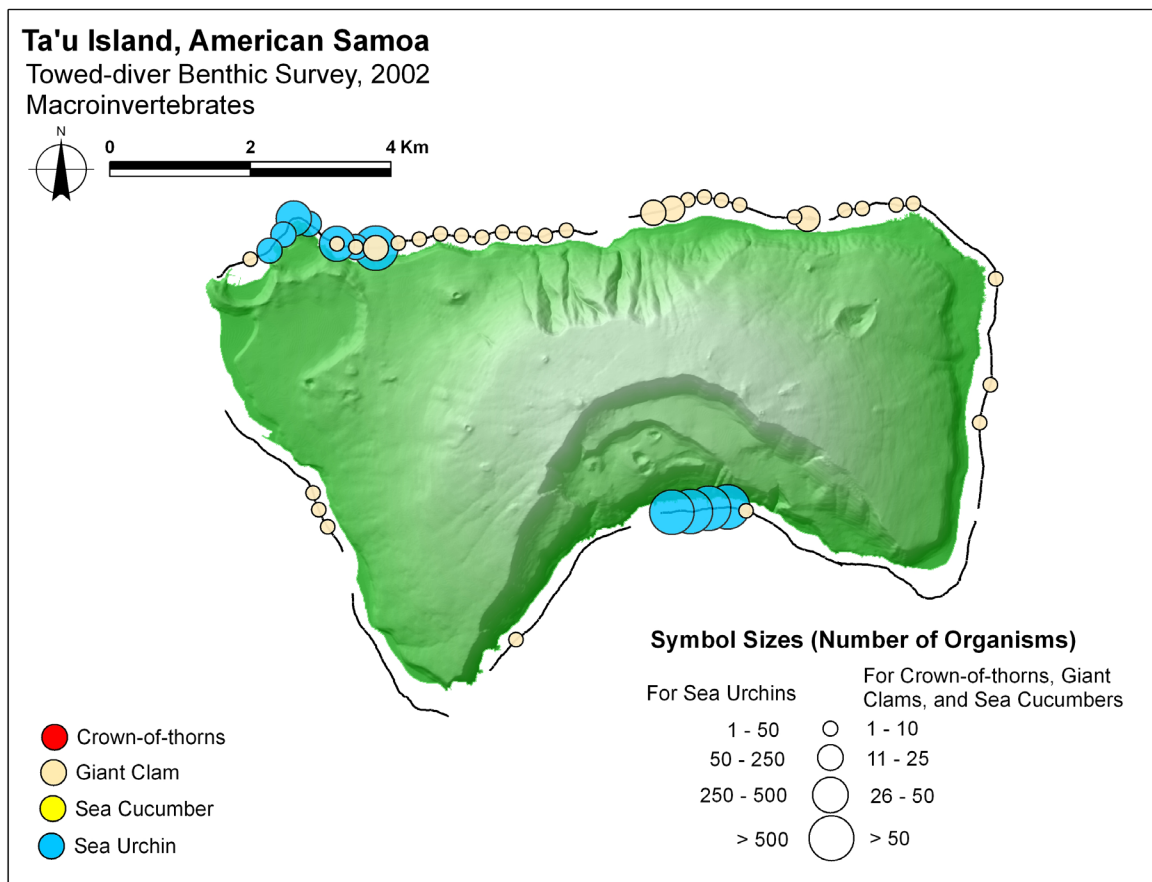 Ta'u Island, American Samoa
Towed-diver Benthic Survey, 2002
Macroinvertebrates
N
0 2 4 Km
Symbol Sizes (Number of Organisms)
For Sea Urchins
For Crown-of-thorns, Giant
Clams, and Sea Cucumbers
1 - 50 1 - 10
50 - 250 11 - 25
250 - 500 26 - 50
> 500 > 50
Crown-of-thorns
Giant Clam
Sea Cucumber
Sea Urchin